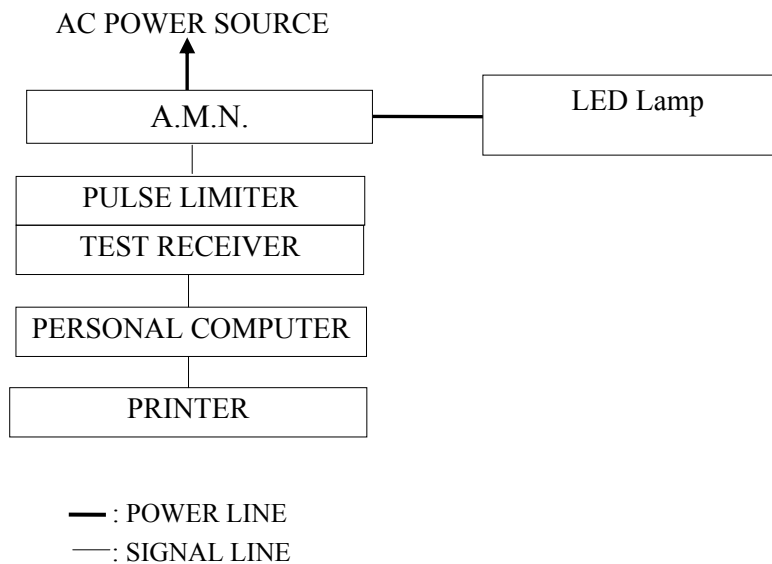 AC POWER SOURCE
A.M.N.
LED Lamp
PULSE LIMITER
TEST RECEIVER
PERSONAL COMPUTER
PRINTER
: POWER LINE
: SIGNAL LINE